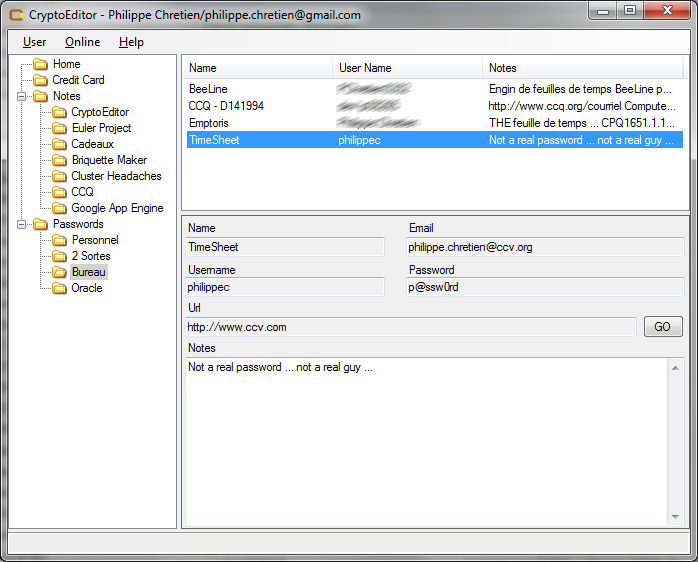 CryptoEditor - Philippe Chretien/philippe.chretien@gmail.com
User Online Help
Home
Credit Card
Notes
CryptoEditor
Euler Project
Cadeaux
Briquette Maker
Cluster Headaches
CCQ
Google App Engine
Passwords
Personnel
2 Sortes
Bureau
Oracle
Name User Name Notes
BeeLine Engin de feuilles de temps BeeLine p...
CCQ - D141994 http://www.ccq.org/courriel Compute...
Emptoris THE feuille de temps ... CPQ1651.1.1...
TimeSheet philippec Not a real password ... not a real guy ...
Name Email
TimeSheet philippe.chretien@ccv.org
Username Password
philippec p@ssw0rd
Url
http://www.ccv.com GO
Notes
Not a real password ... not a real guy ...